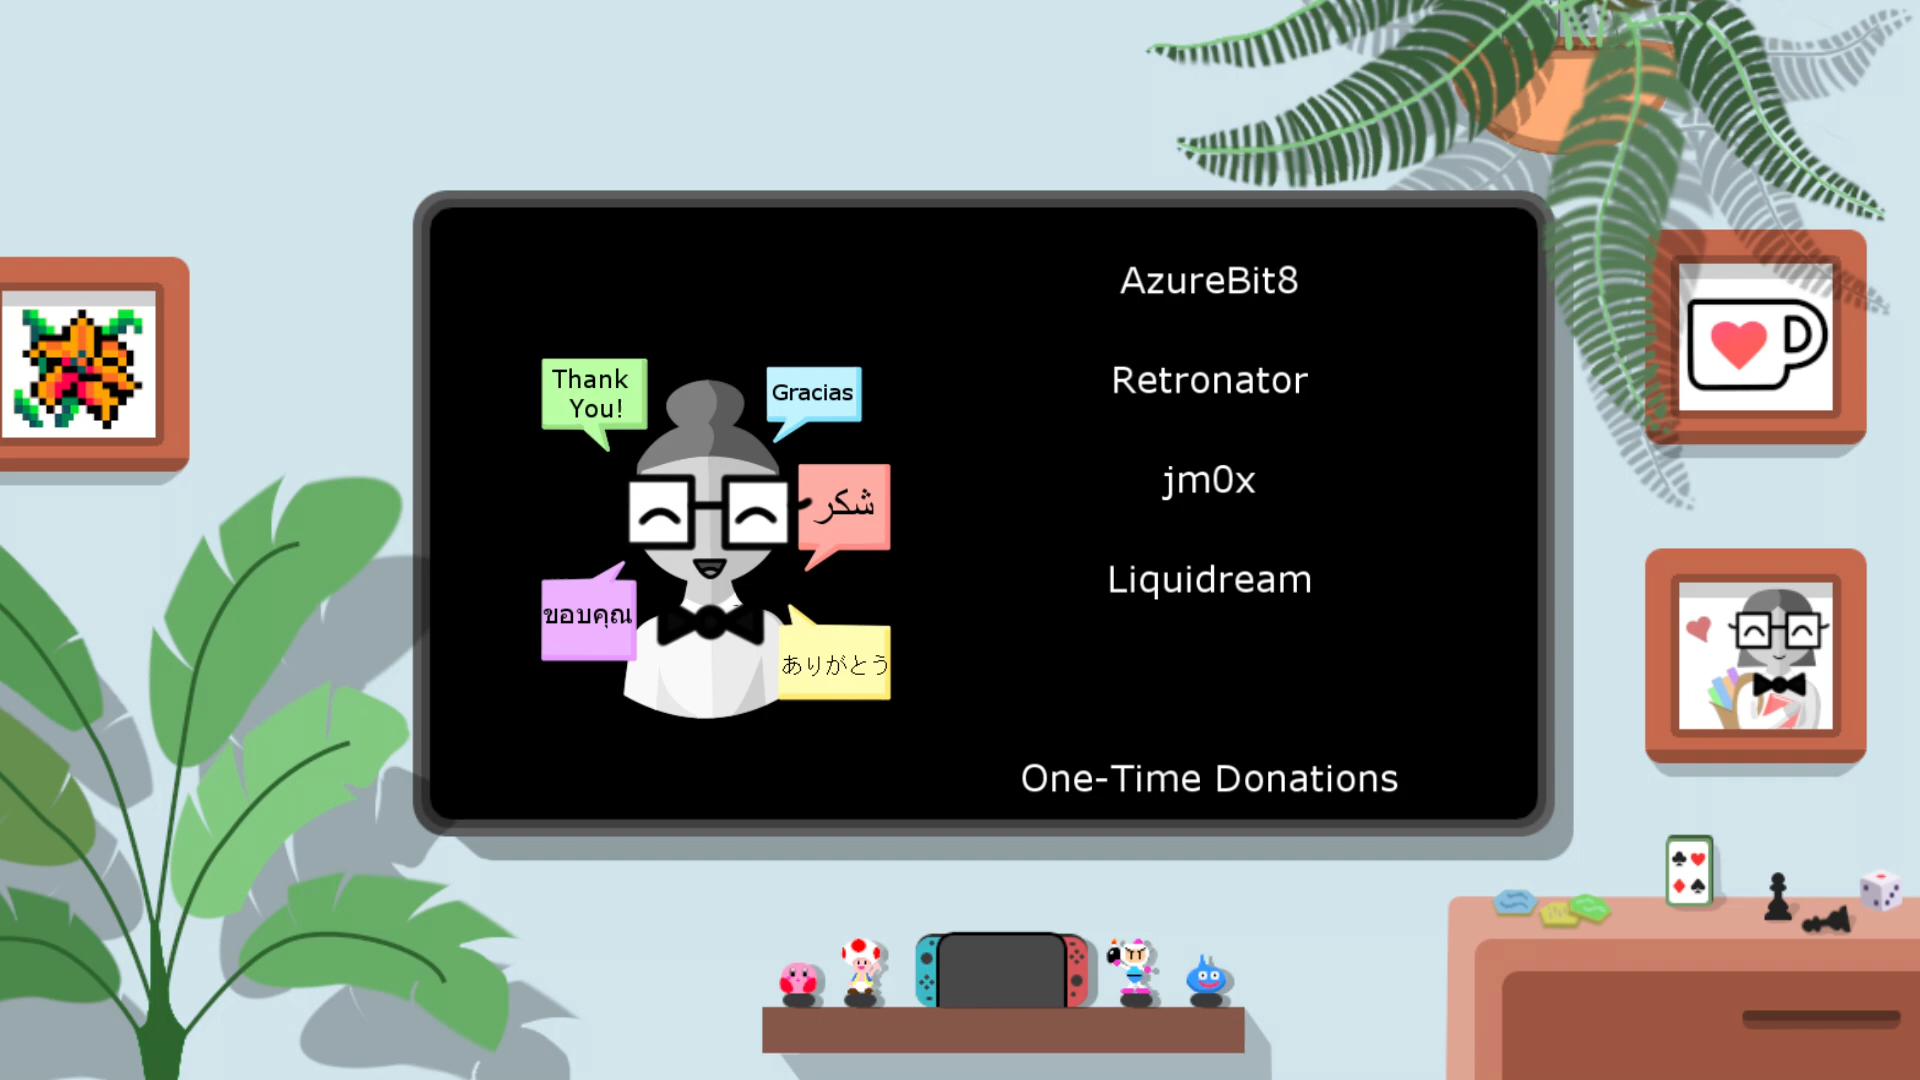 Thank
You!
Gracias
شكر
ขอบคุณ
ありがとう
AzureBit8
Retronator
jm0x
Liquidream
One-Time Donations